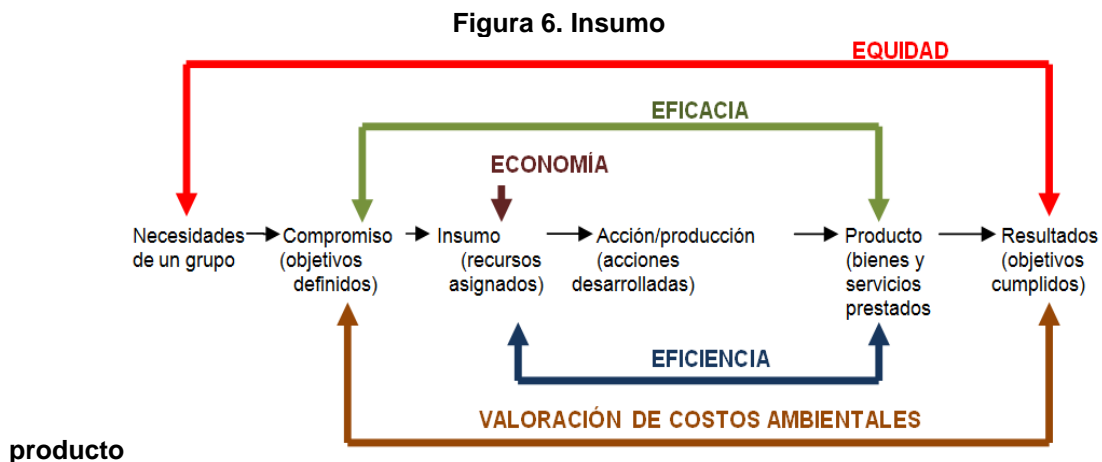 Figura 6. Insumo
EQUIDAD
EFICACIA
ECONOMÍA
Necesidades
de un grupo
Compromiso
(objetivos
definidos)
Insumo
(recursos
asignados)
Acción/producción
(acciones
desarrolladas)
Producto
(bienes y
servicios
prestados
Resultados
(objetivos
cumplidos)
EFICIENCIA
VALORACIÓN DE COSTOS AMBIENTALES
producto